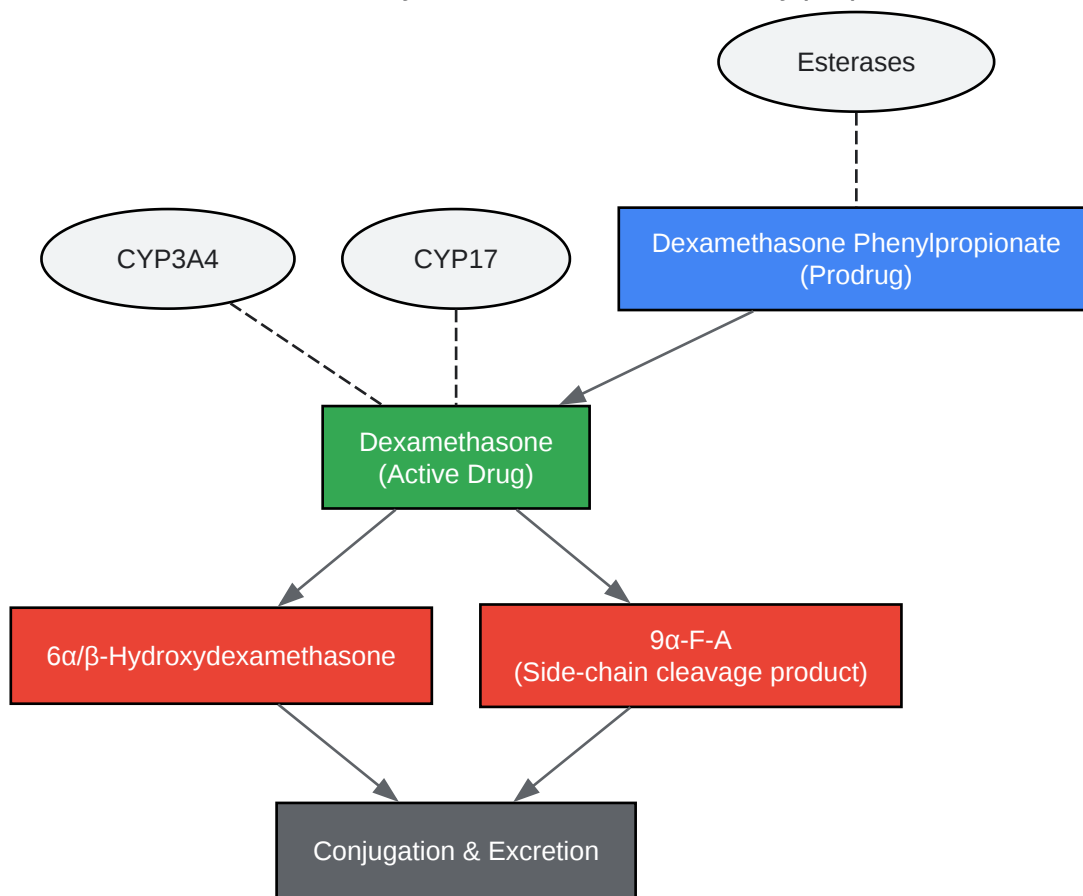 Esterases
Dexamethasone Phenylpropionate
(Prodrug)
CYP3A4
CYP17
Dexamethasone
(Active Drug)
6α/β-Hydroxydexamethasone
9α-F-A
(Side-chain cleavage product)
Conjugation & Excretion